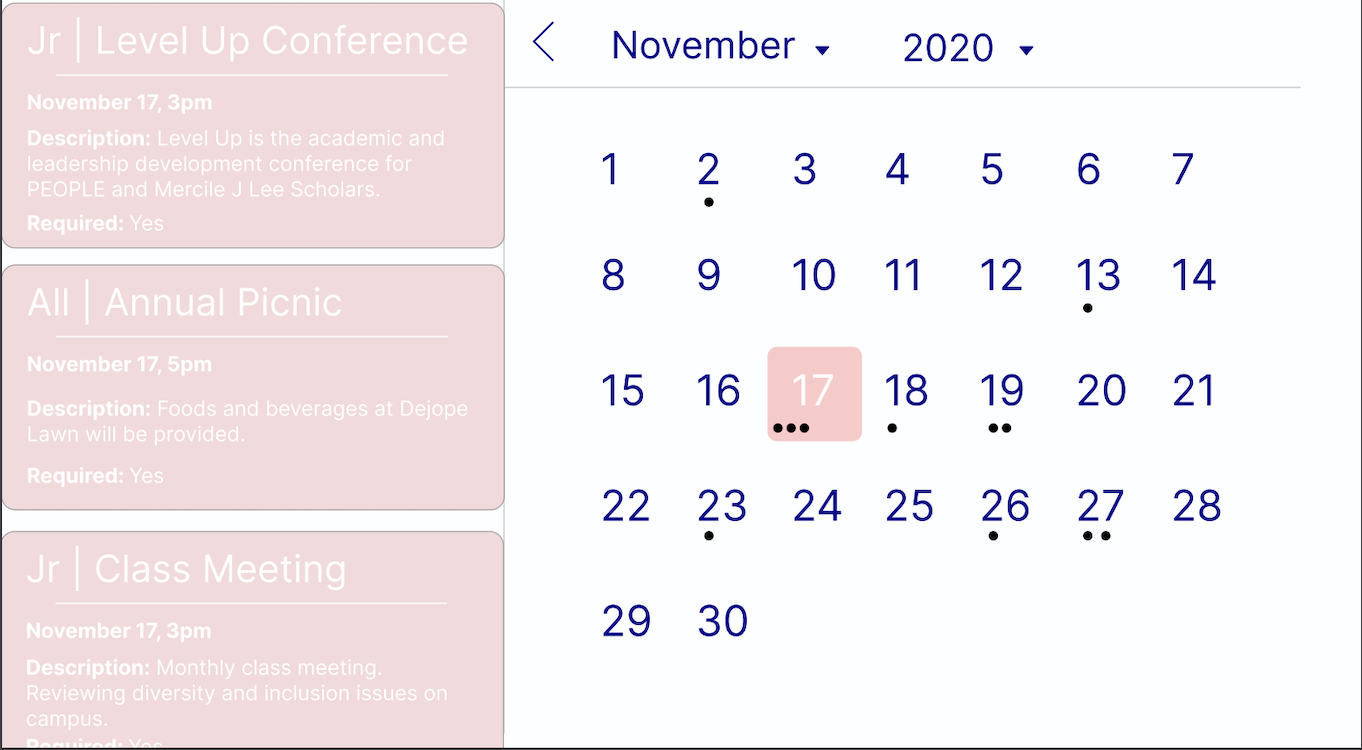 Jr | Level Up Conference
November 17, 3pm
Description: Level Up is the academic and
leadership development conference for
PEOPLE and Mercile J Lee Scholars.
Required: Yes
All | Annual Picnic
November 17, 5pm
Description: Foods and beverages at Dejope
Lawn will be provided.
Required: Yes
Jr | Class Meeting
November 17, 3pm
Description: Monthly class meeting.
Reviewing diversity and inclusion issues on
campus.
Required: Yes
November 2020
1 2 3 4 5 6 7
8 9 10 11 12 13 14
15 16 17 18 19 20 21
22 23 24 25 26 27 28
29 30